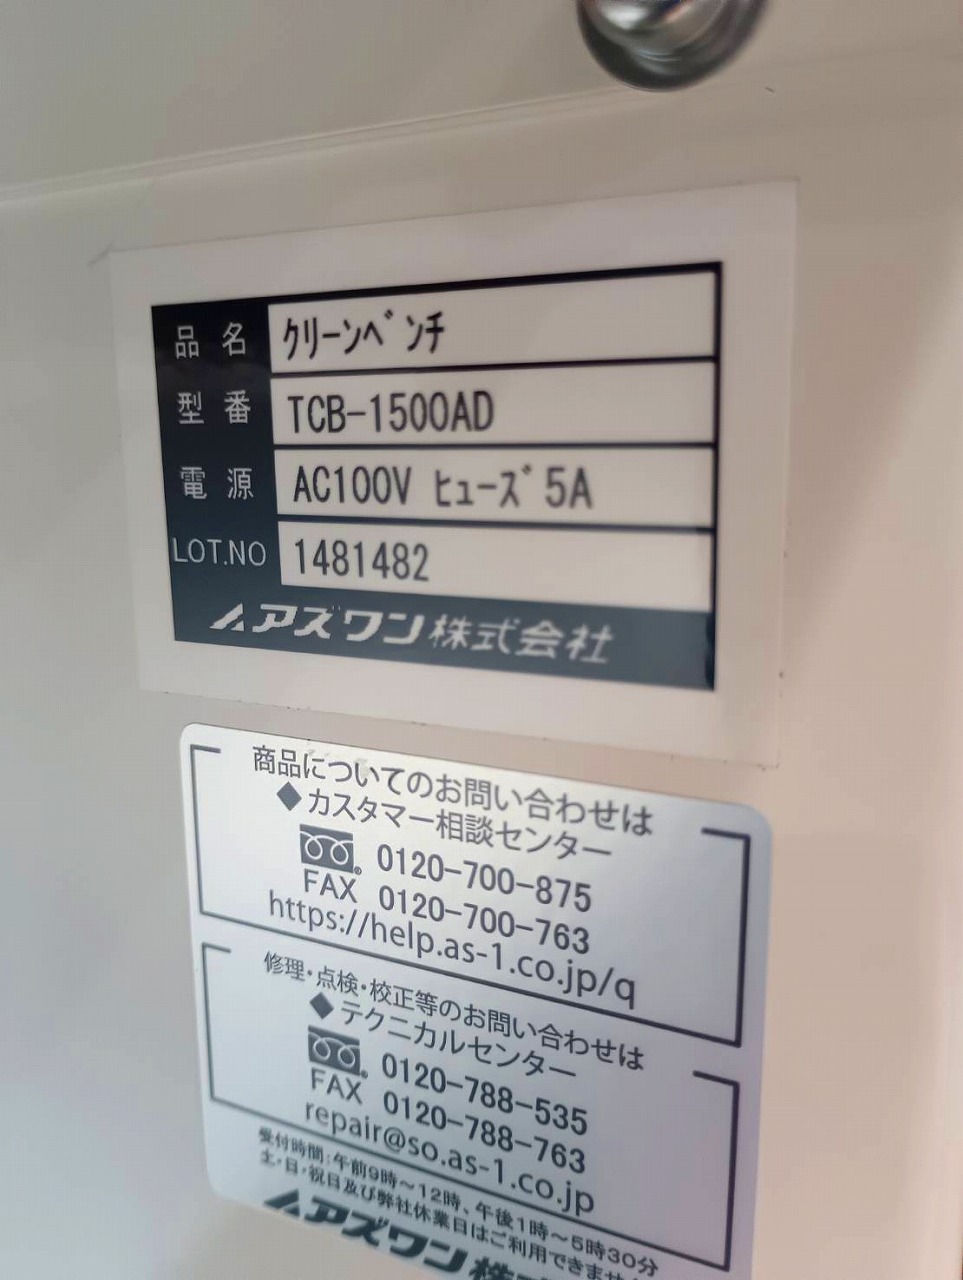 品名 クリーンベンチ
型番 TCB-1500AD
電源 AC100V ヒューズ 5A
LOT.NO 1481482
アズワン株式会社
商品についてのお問い合わせは
◆カスタマー相談センター
0120-700-875
FAX 0120-700-763
https://help.as-1.co.jp/q
修理・点検・校正等のお問い合わせは
◆テクニカルセンター
0120-788-535
FAX 0120-788-763
repair@so.as-1.co.jp
受付時間:午前9時~12時、午後1時~5時30分
土・日・祝日及び弊社休業日はご利用できません
アズワン株式